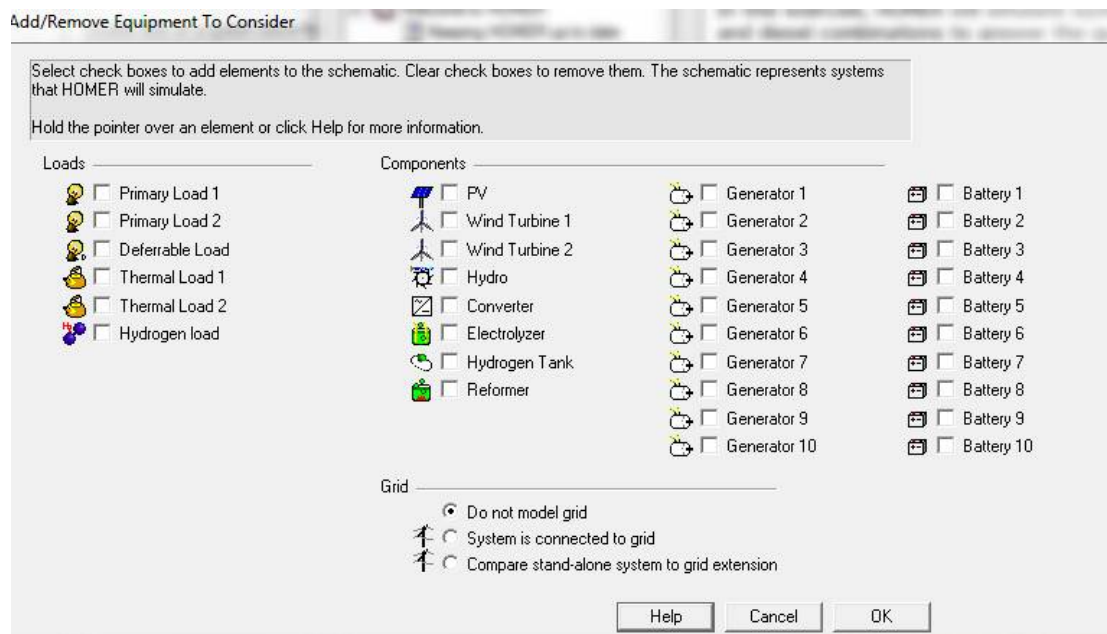 Add/Remove Equipment To Consider
Select check boxes to add elements to the schematic. Clear check boxes to remove them. The schematic represents systems
that HOMER will simulate.
Hold the pointer over an element or click Help for more information.
Loads
Primary Load 1
Primary Load 2
Deferrable Load
Thermal Load 1
Thermal Load 2
Hydrogen load
Components
PV
Wind Turbine 1
Wind Turbine 2
Hydro
Converter
Electrolyzer
Hydrogen Tank
Reformer
Generator 1
Generator 2
Generator 3
Generator 4
Generator 5
Generator 6
Generator 7
Generator 8
Generator 9
Generator 10
Battery 1
Battery 2
Battery 3
Battery 4
Battery 5
Battery 6
Battery 7
Battery 8
Battery 9
Battery 10
Grid
Do not model grid
System is connected to grid
Compare stand-alone system to grid extension
Help
Cancel
OK